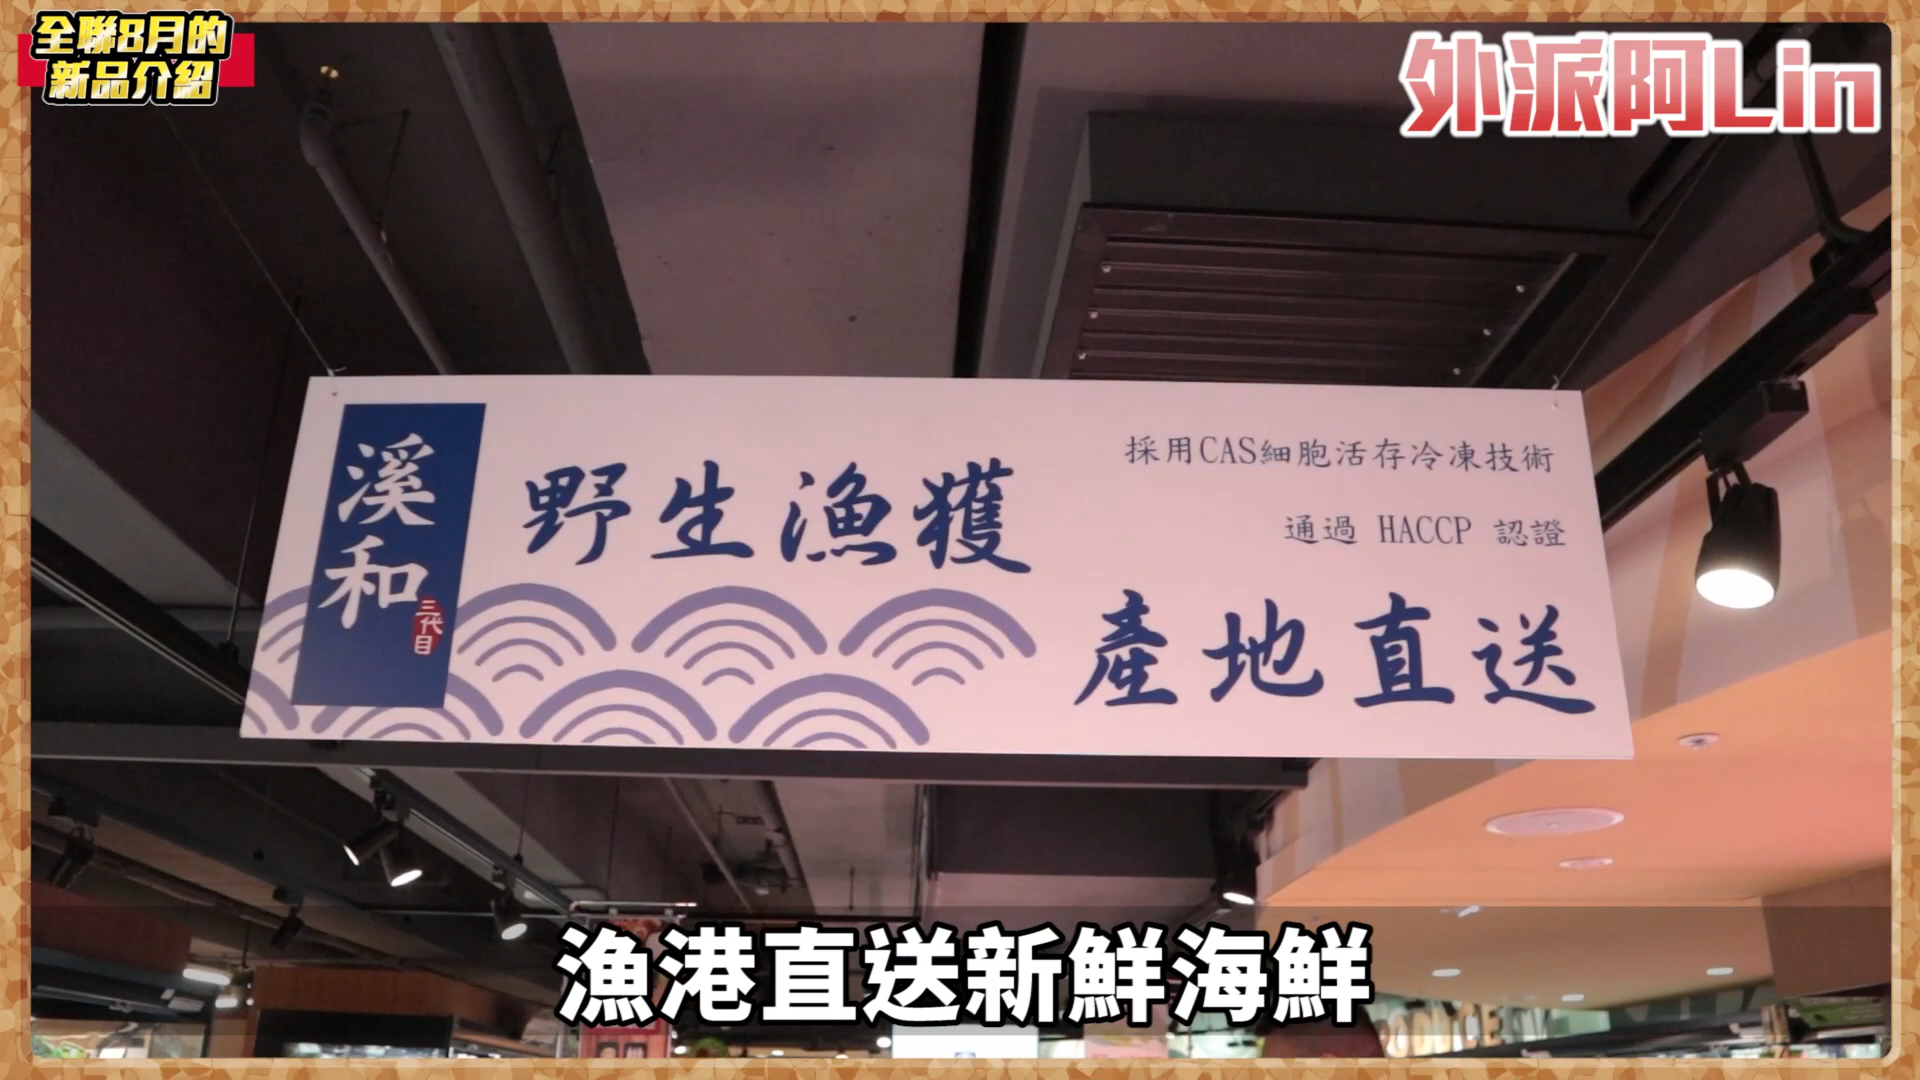 全聯8月的
新品介紹
外派阿Lin
溪和
三代目
野生漁獲
採用CAS細胞活存冷凍技術
通過 HACCP 認證
產地直送
漁港直送新鮮海鮮